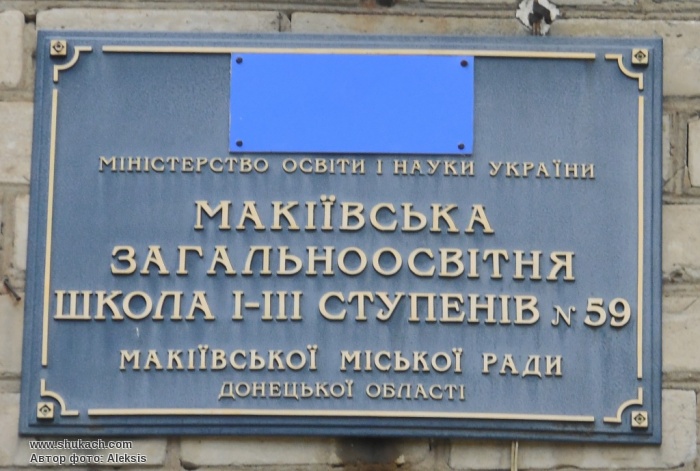 МІНІСТЕРСТВО ОСВІТИ І НАУКИ УКРАЇНИ
МАКІЇВСЬКА
ЗАГАЛЬНООСВІТНЯ
ШКОЛА І-ІІІ СТУПЕНІВ N 59
МАКІЇВСЬКОЇ МІСЬКОЇ РАДИ
ДОНЕЦЬКОЇ ОБЛАСТІ
www.shukach.com
Автор фото: Aleksis